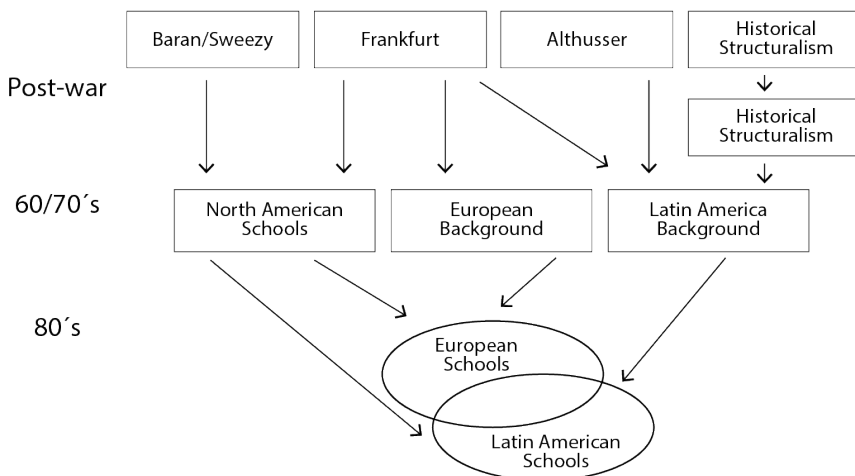 Baran/Sweezy
Frankfurt
Althusser
Historical
Structuralism
Post-war
Historical
Structuralism
60/70´s
North American
Schools
European
Background
Latin America
Background
80´s
European
Schools
Latin American
Schools